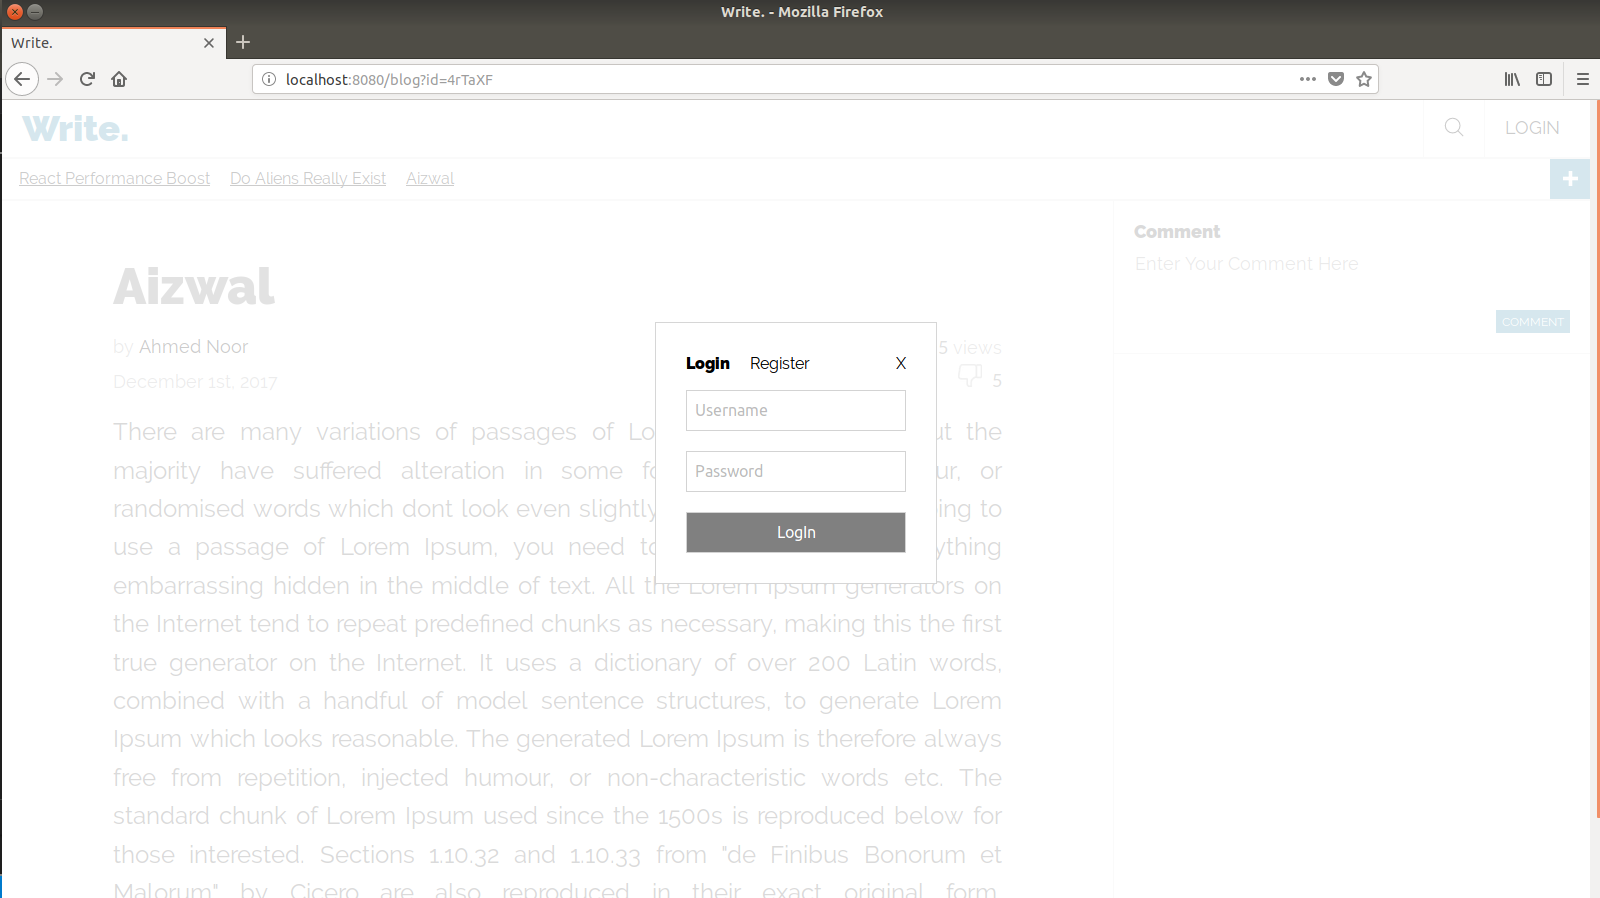 Write. - Mozilla Firefox
Write.
localhost:8080/blog?id=4rTaXF
Write.
LOGIN
React Performance Boost Do Aliens Really Exist Aizwal
Comment
Enter Your Comment Here
COMMENT
Aizwal
by Ahmed Noor
5 views
December 1st, 2017
5
Login Register X
Username
Password
LogIn
There are many variations of passages of Lo ut the
majority have suffered alteration in some fo ur, or
randomised words which dont look even slightly ing to
use a passage of Lorem Ipsum, you need to ything
embarrassing hidden in the middle of text. All the Lorem Ipsum generators on
the Internet tend to repeat predefined chunks as necessary, making this the first
true generator on the Internet. It uses a dictionary of over 200 Latin words,
combined with a handful of model sentence structures, to generate Lorem
Ipsum which looks reasonable. The generated Lorem Ipsum is therefore always
free from repetition, injected humour, or non-characteristic words etc. The
standard chunk of Lorem Ipsum used since the 1500s is reproduced below for
those interested. Sections 1.10.32 and 1.10.33 from "de Finibus Bonorum et
Malorum" by Cicero are also reproduced in their exact original form,